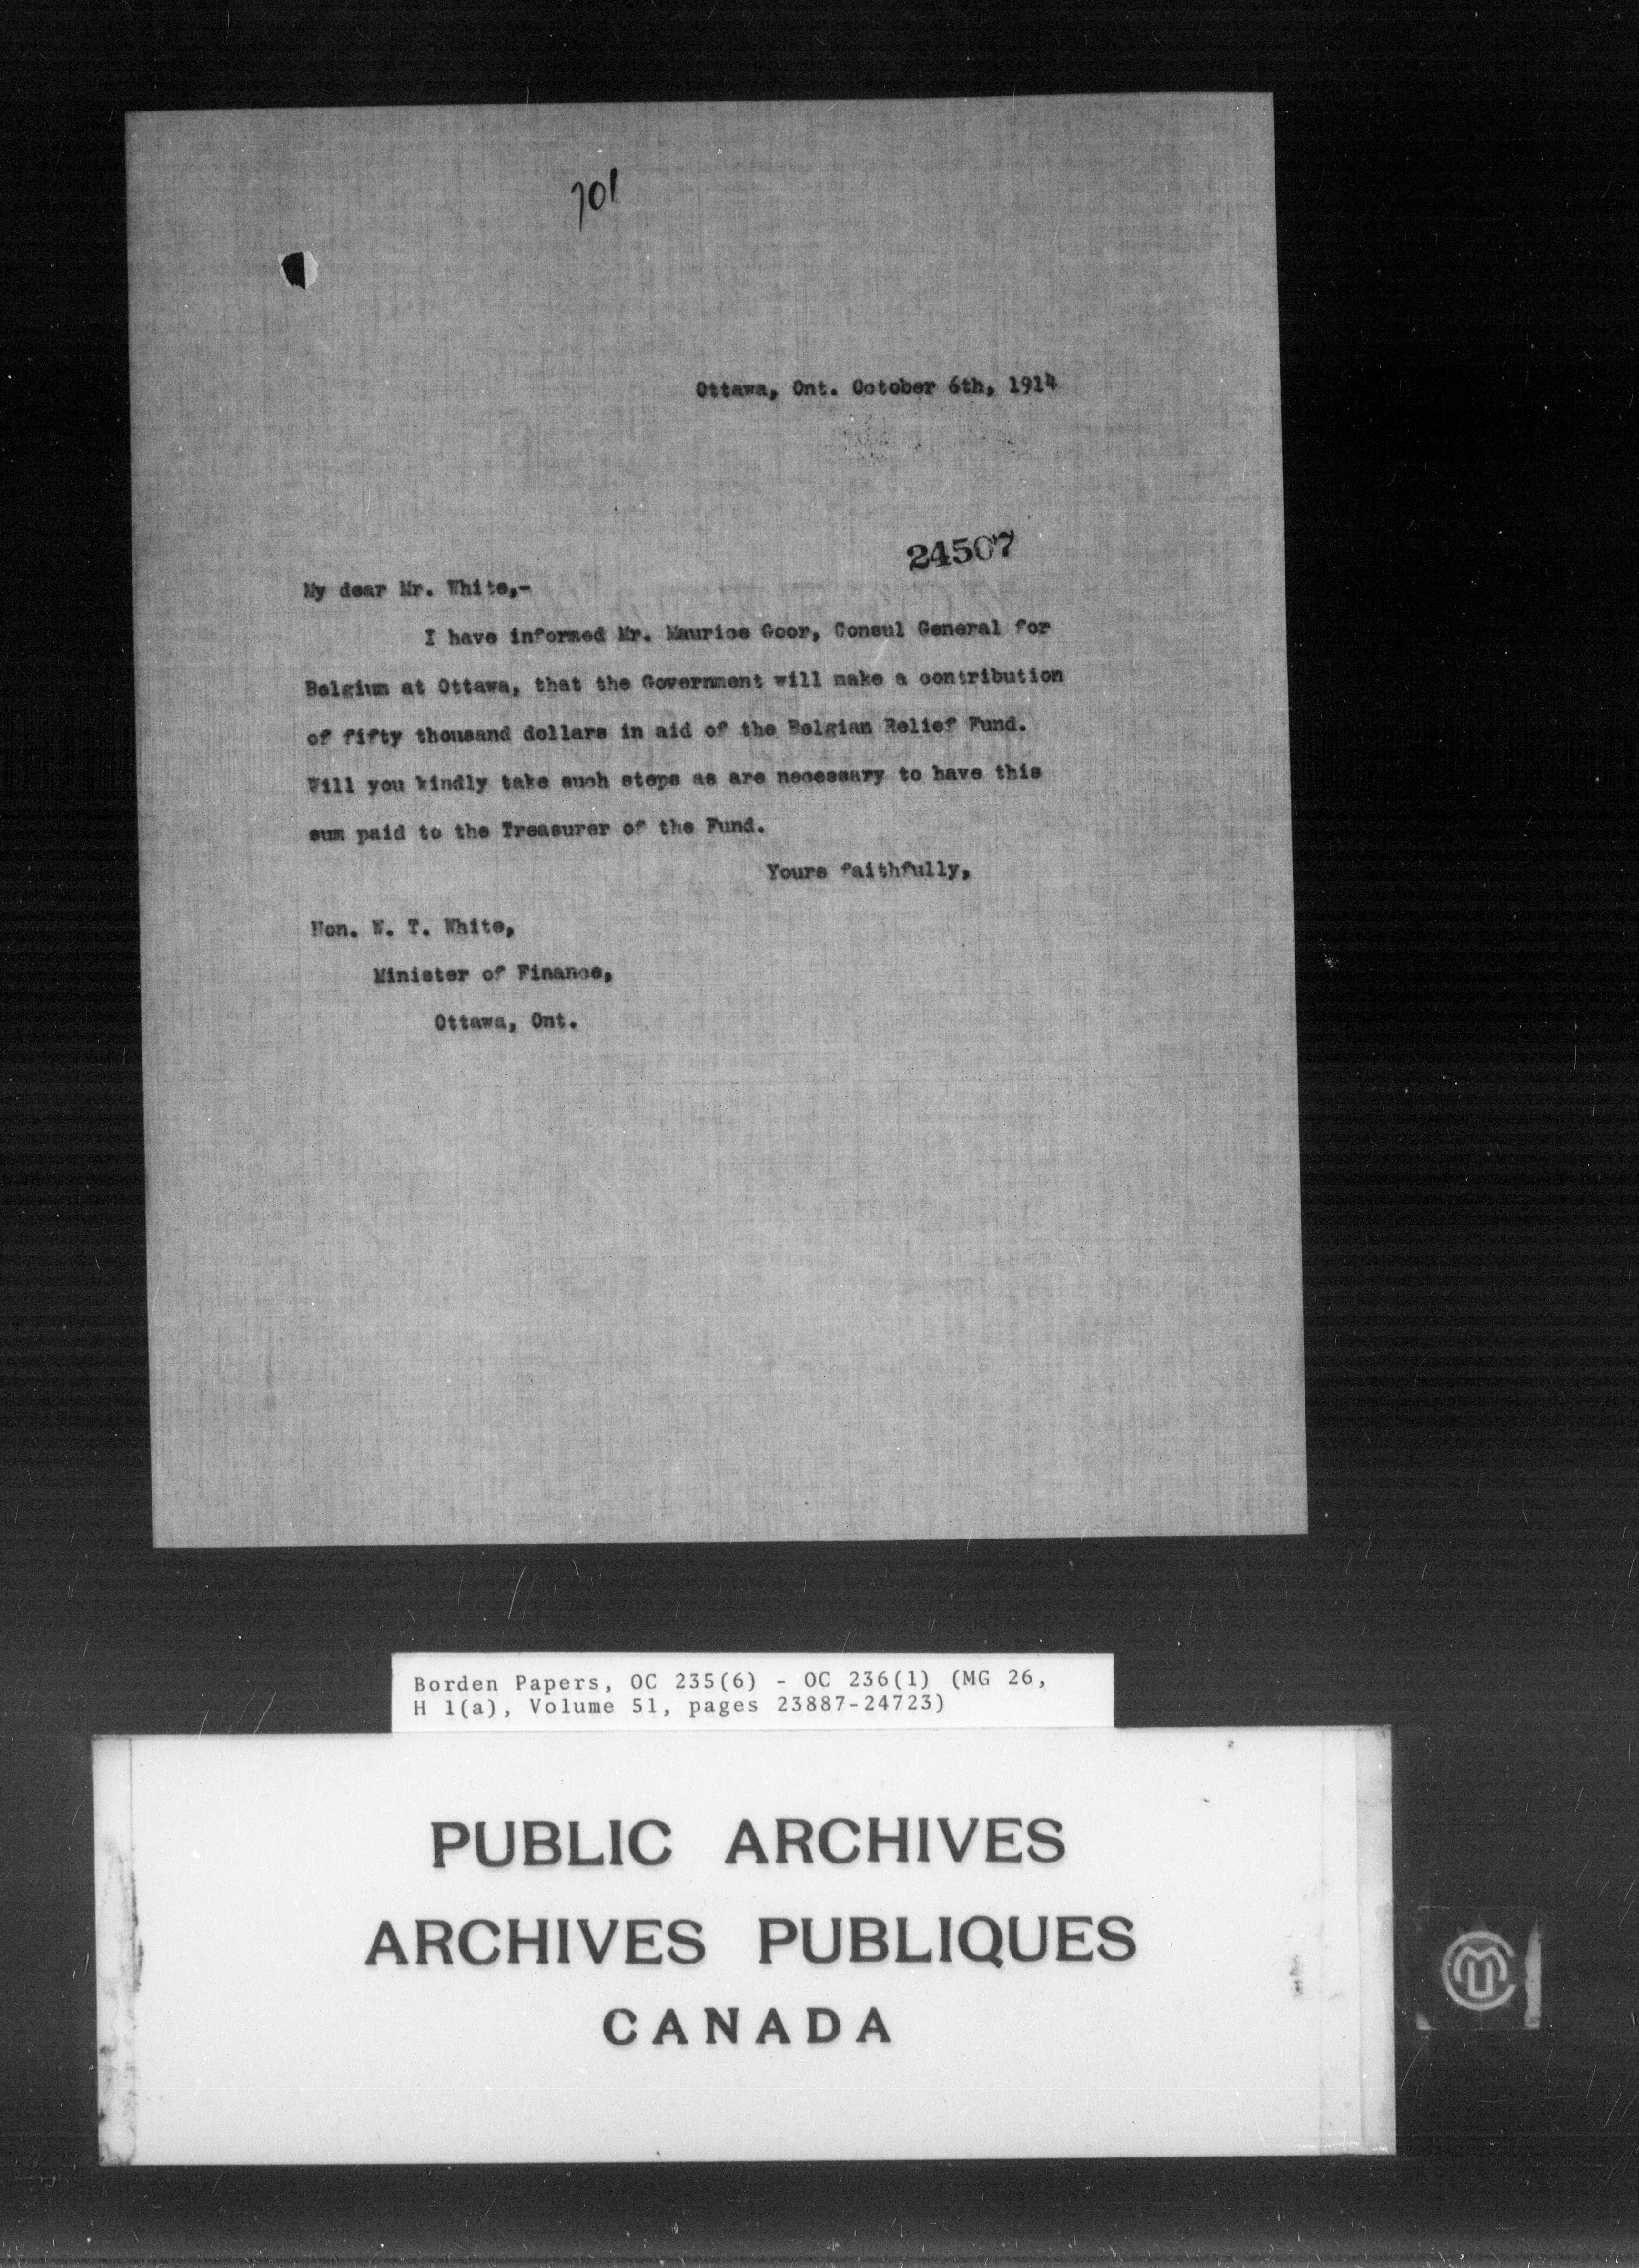 701
Ottawa, Ont. October 6th, 1914
24507
My dear Mr. White,-
I have informed Mr. Maurice Goor, Consul General for
Belgium at Ottawa, that the Government will make a contribution
of fifty thousand dollars in aid of the Belgian Relief Fund.
Will you kindly take such steps as are necessary to have this
sum paid to the Treasurer of the Fund.
Yours faithfully,
Hon. W. T. White,
Minister of Finance,
Ottawa, Ont.
Borden Papers, OC 235(6) - OC 236(1) (MG 26,
H 1(a), Volume 51, pages 23887-24723)
PUBLIC ARCHIVES
ARCHIVES PUBLIQUES
CANADA